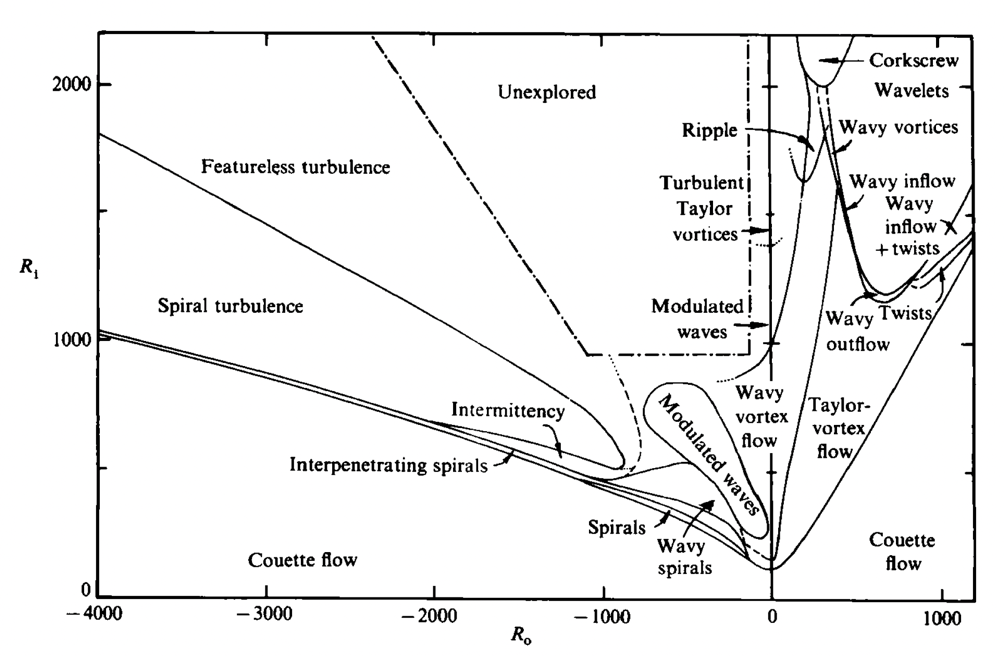 2000
Corkscrew
Unexplored
Wavelets
Ripple
Wavy vortices
Featureless turbulence
Turbulent
Taylor
vortices
Wavy inflow
Wavy
inflow
+ twists
R₁
Spiral turbulence
Modulated
waves
Wavy
outflow
Twists
1000
Intermittency
Modulated waves
Wavy
vortex
flow
Taylor-
vortex
flow
Interpenetrating spirals
Spirals
Wavy
spirals
Couette flow
Couette
flow
0
−4000
−3000
−2000
−1000
0
1000
Rₒ